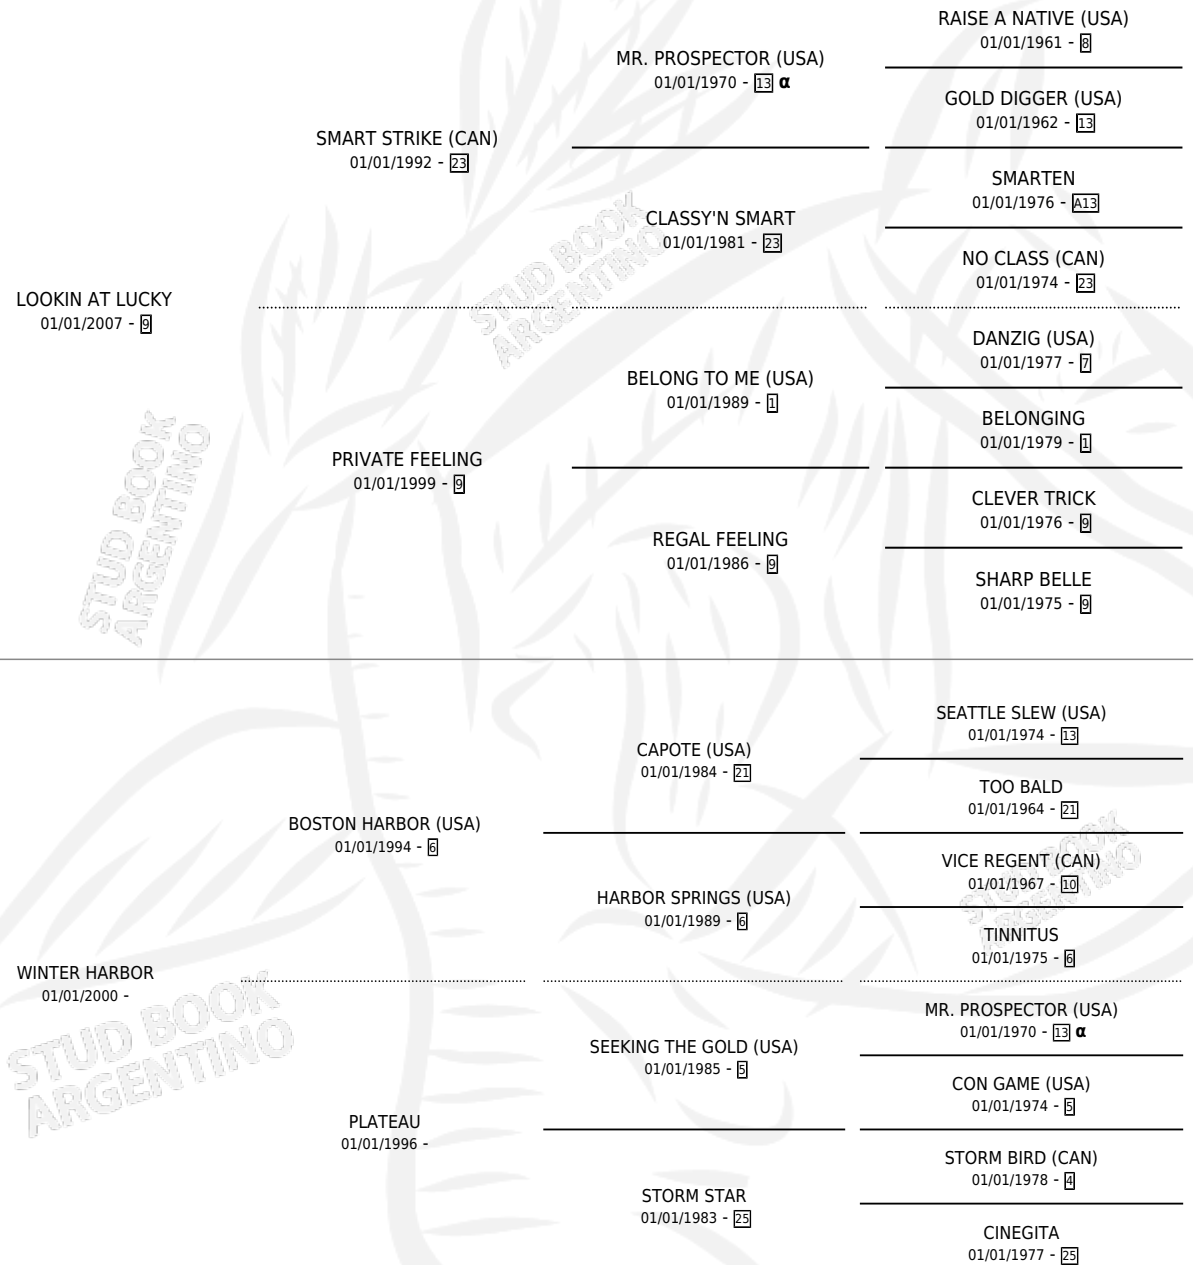 RAISE A NATIVE (USA)
01/01/1961 - 8
MR. PROSPECTOR (USA)
01/01/1970 - 13 α
GOLD DIGGER (USA)
01/01/1962 - 13
SMART STRIKE (CAN)
01/01/1992 - 23
SMARTEN
01/01/1976 - A13
CLASSY'N SMART
01/01/1981 - 23
NO CLASS (CAN)
01/01/1974 - 23
LOOKIN AT LUCKY
01/01/2007 - 9
DANZIG (USA)
01/01/1977 - 7
BELONG TO ME (USA)
01/01/1989 - 1
BELONGING
01/01/1979 - 1
PRIVATE FEELING
01/01/1999 - 9
CLEVER TRICK
01/01/1976 - 9
REGAL FEELING
01/01/1986 - 9
SHARP BELLE
01/01/1975 - 9
SEATTLE SLEW (USA)
01/01/1974 - 13
CAPOTE (USA)
01/01/1984 - 21
TOO BALD
01/01/1964 - 21
BOSTON HARBOR (USA)
01/01/1994 - 6
VICE REGENT (CAN)
01/01/1967 - 10
HARBOR SPRINGS (USA)
01/01/1989 - 6
TINNITUS
01/01/1975 - 6
WINTER HARBOR
01/01/2000 -
MR. PROSPECTOR (USA)
01/01/1970 - 13 α
SEEKING THE GOLD (USA)
01/01/1985 - 5
CON GAME (USA)
01/01/1974 - 5
PLATEAU
01/01/1996 -
STORM BIRD (CAN)
01/01/1978 - 4
STORM STAR
01/01/1983 - 25
CINEGITA
01/01/1977 - 25
STUD BOOK
ARGENTINO
STUD BOOK
ARGENTINO
STUD BOOK
ARGENTINO
STUD BOOK
ARGENTINO